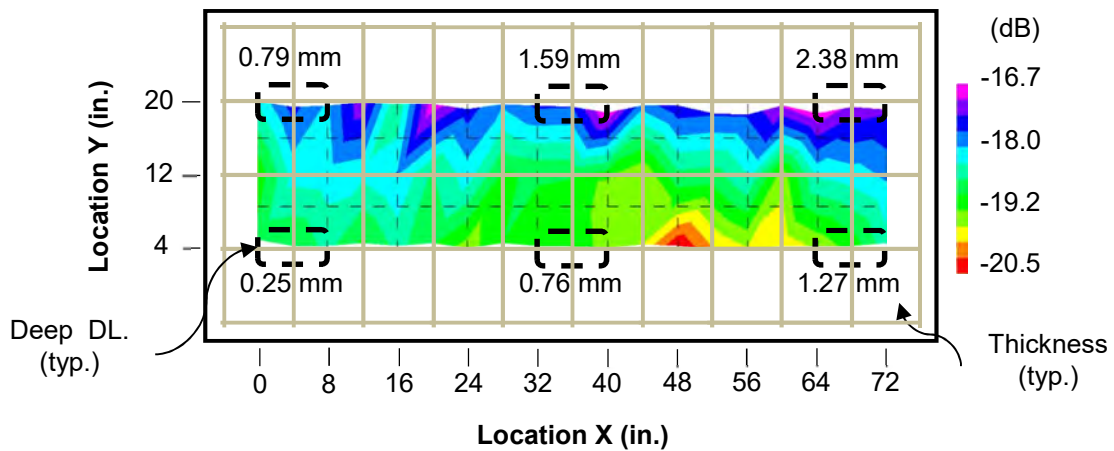 (dB)
0.79 mm
1.59 mm
2.38 mm
-16.7
-18.0
-19.2
-20.5
Location Y (in.)
20
12
4
0.25 mm
0.76 mm
1.27 mm
Deep DL.
(typ.)
Thickness
(typ.)
0 8 16 24 32 40 48 56 64 72
Location X (in.)